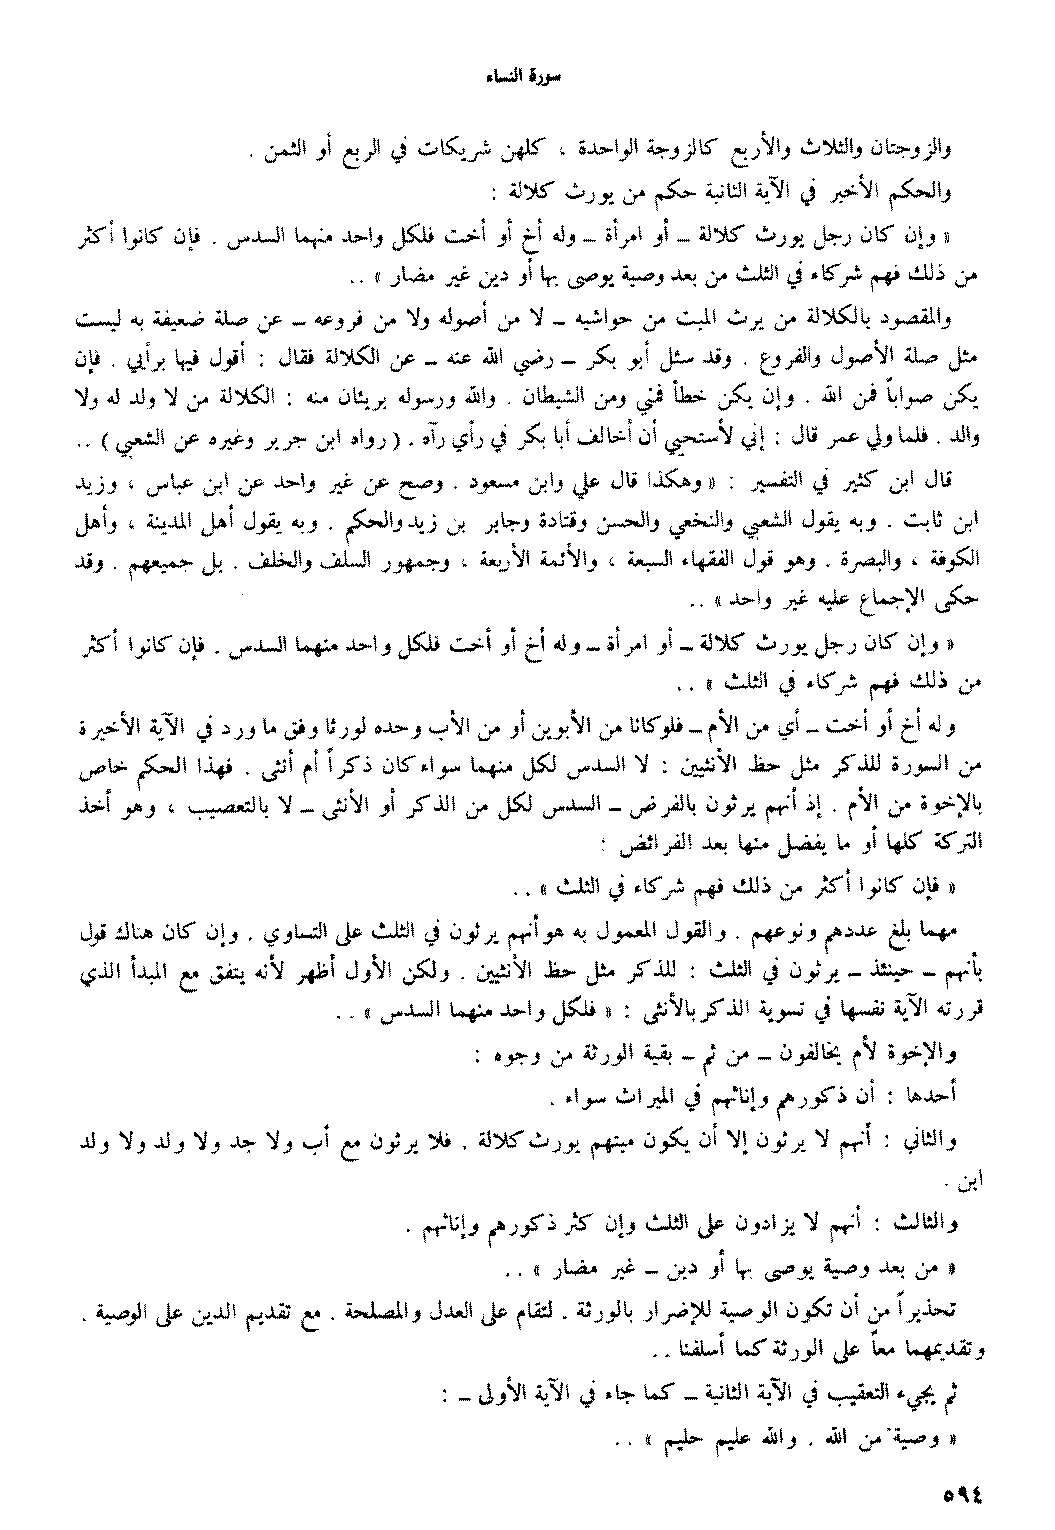 سورة النساء
والزوجتان والثلاث والأربع كالزوجة الواحدة ، كلهن شريكات في الربع أو الثمن .
والحكم الأخير في الآية الثانية حكم من يورث كلالة :
« وإن كان رجل يورث كلالة – أو امرأة – وله أخ أو أخت فلكل واحد منهما السدس . فإن كانوا أكثر
من ذلك فهم شركاء في الثلث من بعد وصية يوصى بها أو دين غير مضار » ..
والمقصود بالكلالة من يرث الميت من حواشيه – لا من أصوله ولا من فروعه – عن صلة ضعيفة به ليست
مثل صلة الأصول والفروع . وقد سئل أبو بكر – رضي الله عنه – عن الكلالة فقال : أقول فيها برأيي . فإن
يكن صواباً فمن الله . وإن يكن خطأ فمني ومن الشيطان . والله ورسوله بريئان منه : الكلالة من لا ولد له ولا
والد . فلما ولي عمر قال : إني لأستحيي أن أخالف أبا بكر في رأي رآه . ( رواه ابن جرير وغيره عن الشعبي ) ..
قال ابن كثير في التفسير : « وهكذا قال علي وابن مسعود . وصح عن غير واحد عن ابن عباس ، وزيد
ابن ثابت . وبه يقول الشعبي والنخعي والحسن وقتادة وجابر بن زيد والحكم . وبه يقول أهل المدينة ، وأهل
الكوفة ، والبصرة . وهو قول الفقهاء السبعة ، والأئمة الأربعة ، وجمهور السلف والخلف . بل جميعهم . وقد
حكى الإجماع عليه غير واحد » ..
« وإن كان رجل يورث كلالة – أو امرأة – وله أخ أو أخت فلكل واحد منهما السدس . فإن كانوا أكثر
من ذلك فهم شركاء في الثلث » ..
وله أخ أو أخت – أي من الأم – فلو كانا من الأبوين أو من الأب وحده لورثا وفق ما ورد في الآية الأخيرة
من السورة للذكر مثل حظ الأنثيين : لا السدس لكل منهما سواء كان ذكراً أم أنثى . فهذا الحكم خاص
بالإخوة من الأم . إذ أنهم يرثون بالفرض – السدس لكل من الذكر أو الأنثى – لا بالتعصيب ، وهو أخذ
التركة كلها أو ما يفضل منها بعد الفرائض :
« فإن كانوا أكثر من ذلك فهم شركاء في الثلث » ..
مهما بلغ عددهم ونوعهم . والقول المعمول به هو أنهم يرثون في الثلث على التساوي . وإن كان هناك قول
بأنهم – حينئذ – يرثون في الثلث : للذكر مثل حظ الأنثيين . ولكن الأول أظهر لأنه يتفق مع المبدأ الذي
قررته الآية نفسها في تسوية الذكر بالأنثى : « فلكل واحد منهما السدس » ..
والإخوة لأم يخالفون – من ثم – بقية الورثة من وجوه :
أحدها : أن ذكورهم وإناثهم في الميراث سواء .
والثاني : أنهم لا يرثون إلا أن يكون ميتهم يورث كلالة . فلا يرثون مع أب ولا جد ولا ولد ولا ولد
ابن .
والثالث : أنهم لا يزادون على الثلث وإن كثر ذكورهم وإناثهم .
« من بعد وصية يوصى بها أو دين – غير مضار » ..
تحذيراً من أن تكون الوصية للإضرار بالورثة . لتقام على العدل والمصلحة . مع تقديم الدين على الوصية .
وتقديمهما معاً على الورثة كما أسلفنا ..
ثم يجيء التعقيب في الآية الثانية – كما جاء في الآية الأولى – :
« وصية من الله . والله عليم حليم » ..
٥٩٤